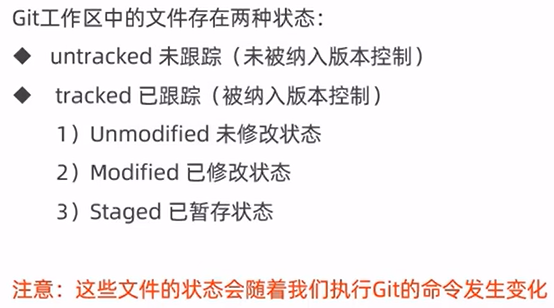 Git工作区中的文件存在两种状态：
◆ untracked 未跟踪（未被纳入版本控制）
◆ tracked 已跟踪（被纳入版本控制）
1）Unmodified 未修改状态
2）Modified 已修改状态
3）Staged 已暂存状态
注意：这些文件的状态会随着我们执行Git的命令发生变化